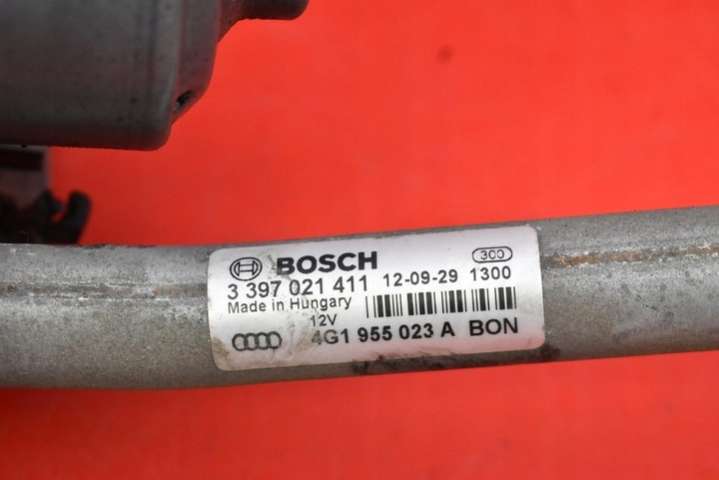 BOSCH 300
3 397 021 411 12-09-29 1300
Made in Hungary
12V
4G1 955 023 A BON